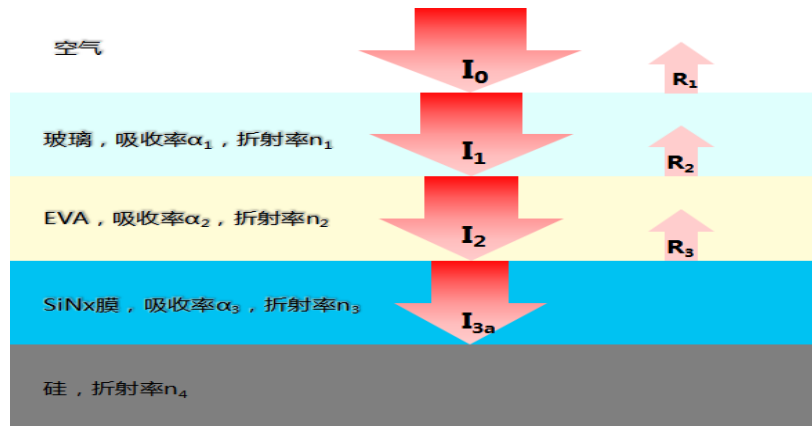 空气
I₀
R₁
玻璃，吸收率α₁，折射率n₁
I₁
R₂
EVA，吸收率α₂，折射率n₂
I₂
R₃
SiNx膜，吸收率α₃，折射率n₃
I₃ₐ
硅，折射率n₄